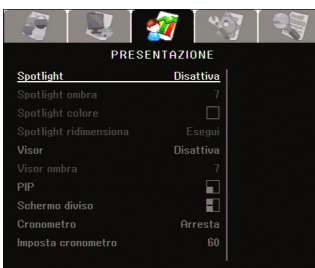 PRESENTAZIONE
Spotlight Disattiva
Spotlight ombra 7
Spotlight colore
Spotlight ridimensiona Esegui
Visor Disattiva
Visor ombra 7
PIP
Schermo diviso
Cronometro Arresta
Imposta cronometro 60